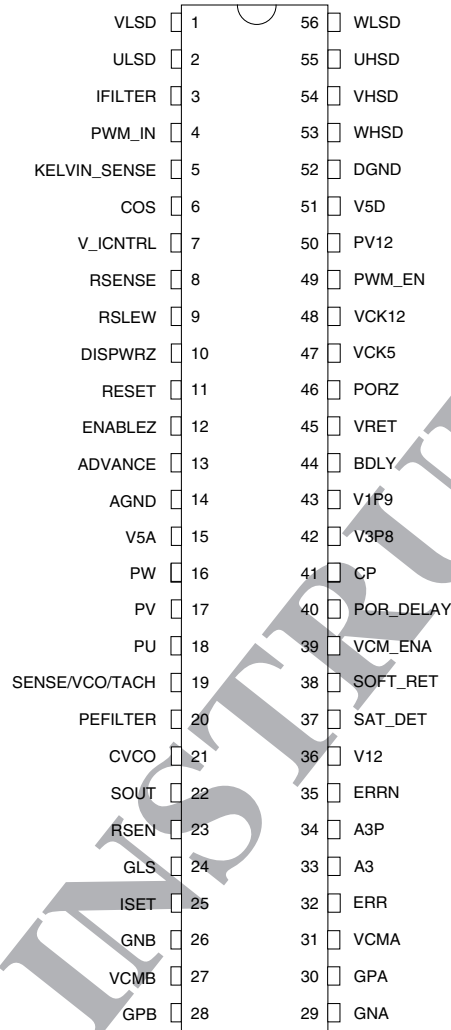 VLSD 1 56 WLSD
ULSD 2 55 UHSD
IFILTER 3 54 VHSD
PWM_IN 4 53 WHSD
KELVIN_SENSE 5 52 DGND
COS 6 51 V5D
V_ICNTRL 7 50 PV12
RSENSE 8 49 PWM_EN
RSLEW 9 48 VCK12
DISPWRZ 10 47 VCK5
RESET 11 46 PORZ
ENABLEZ 12 45 VRET
ADVANCE 13 44 BDLY
AGND 14 43 V1P9
V5A 15 42 V3P8
PW 16 41 CP
PV 17 40 POR_DELAY
PU 18 39 VCM_ENA
SENSE/VCO/TACH 19 38 SOFT_RET
PEFILTER 20 37 SAT_DET
CVCO 21 36 V12
SOUT 22 35 ERRN
RSEN 23 34 A3P
GLS 24 33 A3
ISET 25 32 ERR
GNB 26 31 VCMA
VCMB 27 30 GPA
GPB 28 29 GNA
INSTRU